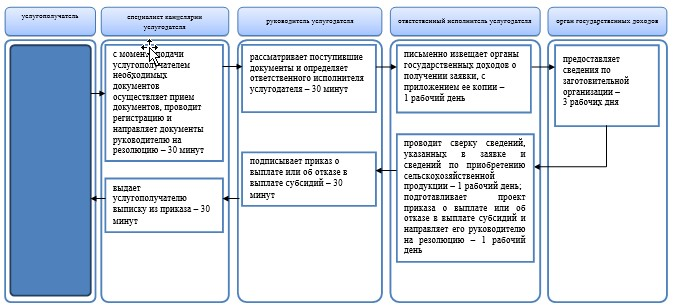 услугополучатель
специалист канцелярии
услугодателя
руководитель услугодателя
ответственный исполнитель услугодателя
орган государственных доходов
с момента подачи
услугополучателем
необходимых
документов
осуществляет прием
документов, проводит
регистрацию и
направляет документы
руководителю на
резолюцию – 30 минут
рассматривает поступившие
документы и определяет
ответственного исполнителя
услугодателя – 30 минут
письменно извещает органы
государственных доходов о
получении заявки, с
приложением ее копии –
1 рабочий день
предоставляет
сведения по
заготовительной
организации –
3 рабочих дня
проводит сверку сведений,
указанных в заявке и
сведений по приобретению
сельскохозяйственной
продукции – 1 рабочий день;
подготавливает проект
приказа о выплате или об
отказе в выплате субсидий и
направляет его руководителю
на резолюцию – 1 рабочий
день
подписывает приказ о
выплате или об отказе в
выплате субсидий – 30
минут
выдает
услугополучателю
выписку из приказа – 30
минут